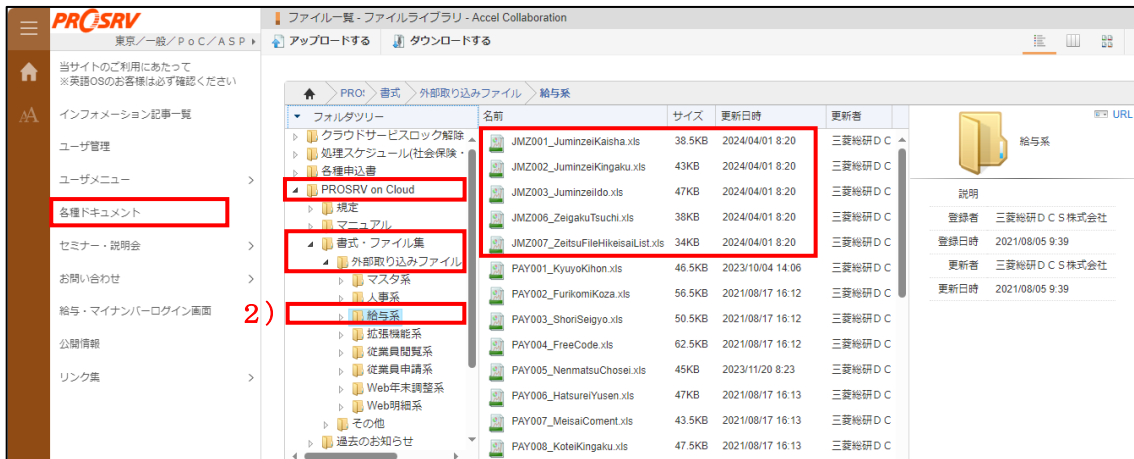 PROSRV
東京／一般／ＰｏＣ／ＡＳＰ
ファイル一覧 - ファイルライブラリ - Accel Collaboration
アップロードする ダウンロードする
当サイトのご利用にあたって
※英語OSのお客様は必ず確認ください
インフォメーション記事一覧
ユーザ管理
ユーザメニュー
各種ドキュメント
セミナー・説明会
お問い合わせ
給与・マイナンバーログイン画面
公開情報
リンク集
AA
2）
PRO 書式 外部取り込みファイル 給与系
フォルダツリー
クラウドサービスロック解除
処理スケジュール(社会保険・
各種申込書
PROSRV on Cloud
規定
マニュアル
書式・ファイル集
外部取り込みファイル
マスタ系
人事系
給与系
拡張機能系
従業員閲覧系
従業員申請系
Web年末調整系
Web明細系
その他
過去のお知らせ
名前 サイズ 更新日時 更新者
JMZ001_JuminzeiKaisha.xls 38.5KB 2024/04/01 8:20 三菱総研ＤＣ
JMZ002_JuminzeiKingaku.xls 43KB 2024/04/01 8:20 三菱総研ＤＣ
JMZ003_JuminzeiIdo.xls 47KB 2024/04/01 8:20 三菱総研ＤＣ
JMZ006_ZeigakuTsuchi.xls 38KB 2024/04/01 8:20 三菱総研ＤＣ
JMZ007_ZeitsuFileHikeisaiList.xls 34KB 2024/04/01 8:20 三菱総研ＤＣ
PAY001_KyuyoKihon.xls 46.5KB 2023/10/04 14:06 三菱総研ＤＣ
PAY002_FurikomiKoza.xls 56.5KB 2021/08/17 16:12 三菱総研ＤＣ
PAY003_ShoriSeigyo.xls 50.5KB 2021/08/17 16:12 三菱総研ＤＣ
PAY004_FreeCode.xls 62.5KB 2021/08/17 16:12 三菱総研ＤＣ
PAY005_NenmatsuChosei.xls 45KB 2023/11/20 8:23 三菱総研ＤＣ
PAY006_HatsureiYusen.xls 47KB 2021/08/17 16:13 三菱総研ＤＣ
PAY007_MeisaiComent.xls 43.5KB 2021/08/17 16:13 三菱総研ＤＣ
PAY008_KoteiKingaku.xls 47.5KB 2021/08/17 16:13 三菱総研ＤＣ
URL
給与系
説明
登録者 三菱総研ＤＣＳ株式会社
登録日時 2021/08/05 9:39
更新者 三菱総研ＤＣＳ株式会社
更新日時 2021/08/05 9:39